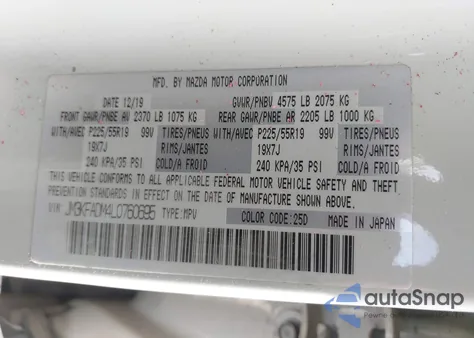 MFD. BY MAZDA MOTOR CORPORATION
DATE 12/19 GVWR/PNBV 4575 LB 2075 KG
FRONT GAWR/PNBE AV 2370 LB 1075 KG REAR GAWR/PNBE AR 2205 LB 1000 KG
WITH/AVEC P225/55R19 99V TIRES/PNEUS WITH/AVEC P225/55R19 99V TIRES/PNEUS
19X7J RIMS/JANTES 19X7J RIMS/JANTES
240 KPA/35 PSI COLD/A FROID 240 KPA/35 PSI COLD/A FROID
THIS VEHICLE CONFORMS TO ALL APPLICABLE FEDERAL MOTOR VEHICLE SAFETY AND THEFT
PREVENTION STANDARDS IN EFFECT ON THE DATE OF MANUFACTURE SHOWN ABOVE.
VIN: JM3KFADM4L0760695 TYPE:MPV COLOR CODE:25D MADE IN JAPAN
autoSnap